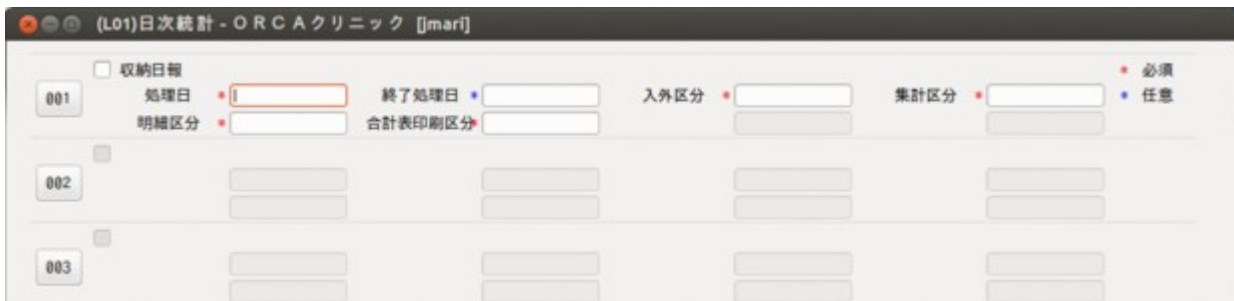 (L01)日次統計 - ＯＲＣＡクリニック [jmari]
収納日報
* 必須
001
処理日 *
終了処理日 *
入外区分 *
集計区分 *
* 任意
明細区分 *
合計表印刷区分*
002
003